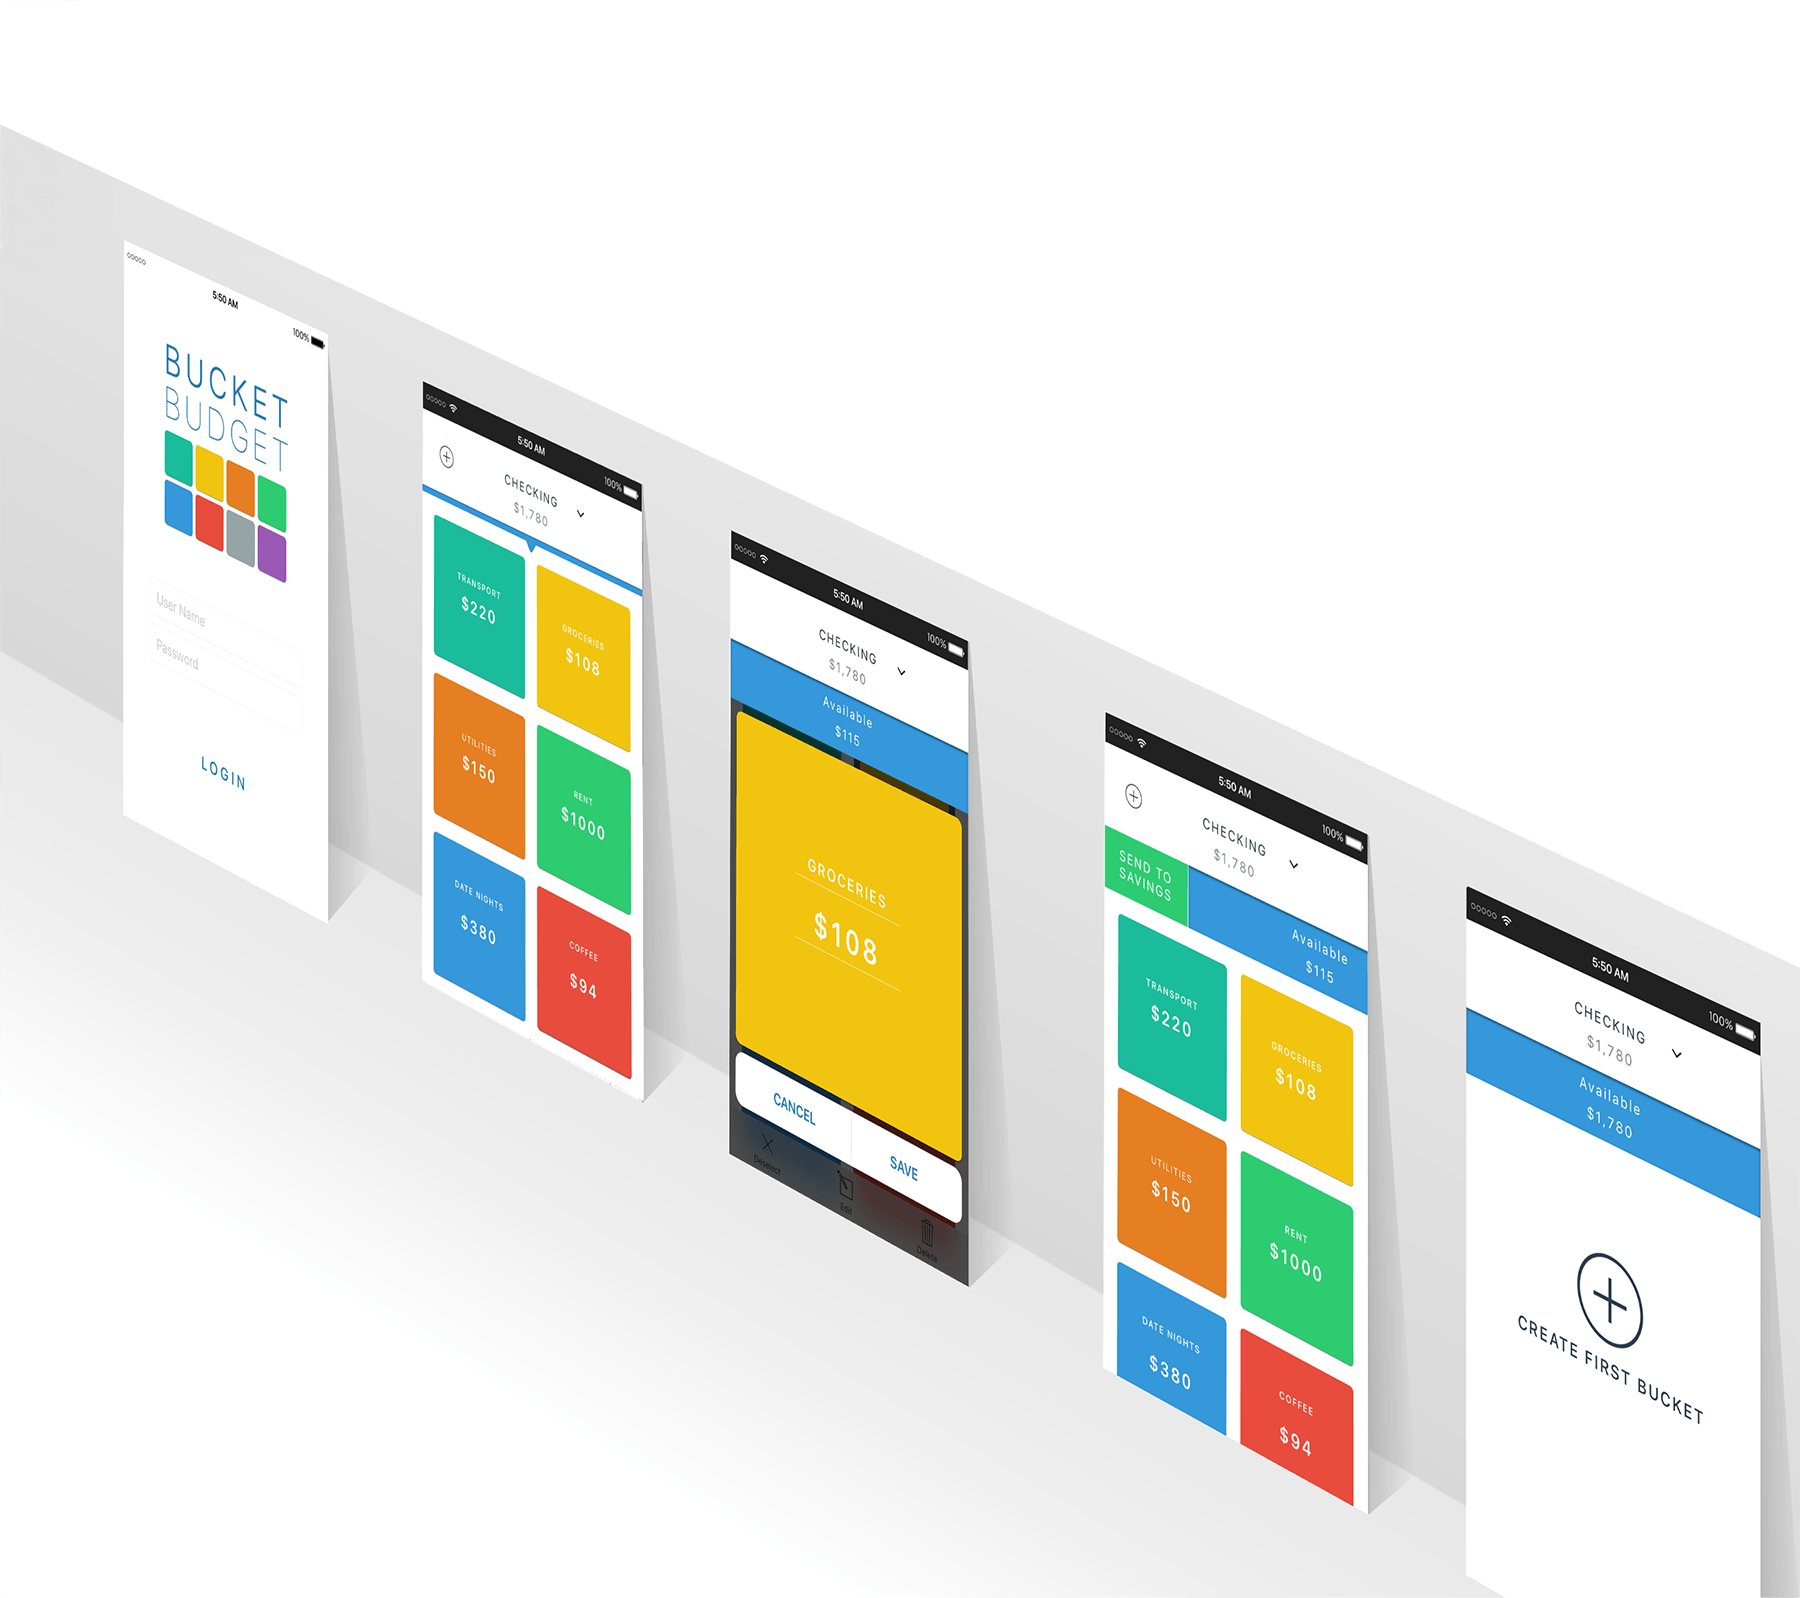 5:50 AM
100%
BUCKET
BUDGET
User Name
Password
LOGIN
5:50 AM
100%
CHECKING
$1,780
TRANSPORT
$220
GROCERIES
$108
UTILITIES
$150
RENT
$1000
DATE NIGHTS
$380
COFFEE
$94
5:50 AM
100%
CHECKING
$1,780
Available
$115
GROCERIES
$108
CANCEL
SAVE
Deselect
Edit
Delete
5:50 AM
100%
CHECKING
$1,780
SEND TO
SAVINGS
Available
$115
TRANSPORT
$220
GROCERIES
$108
UTILITIES
$150
RENT
$1000
DATE NIGHTS
$380
COFFEE
$94
5:50 AM
100%
CHECKING
$1,780
Available
$1,780
CREATE FIRST BUCKET